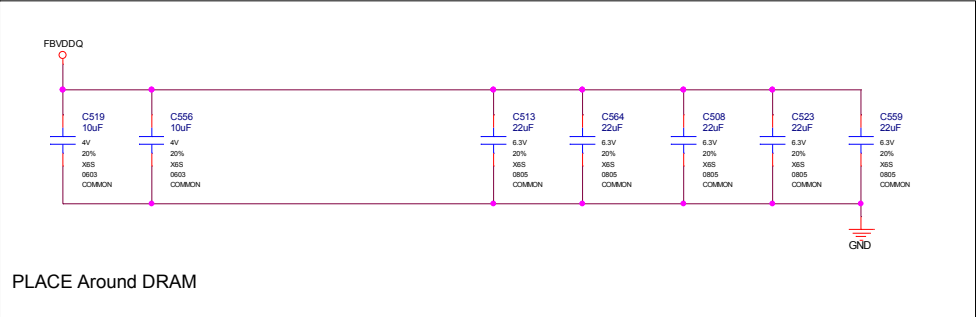 FBVDDQ
C519
10uF
4V
20%
X6S
0603
COMMON
C556
10uF
4V
20%
X6S
0603
COMMON
C513
22uF
6.3V
20%
X6S
0805
COMMON
C564
22uF
6.3V
20%
X6S
0805
COMMON
C508
22uF
6.3V
20%
X6S
0805
COMMON
C523
22uF
6.3V
20%
X6S
0805
COMMON
C559
22uF
6.3V
20%
X6S
0805
COMMON
GND
PLACE Around DRAM